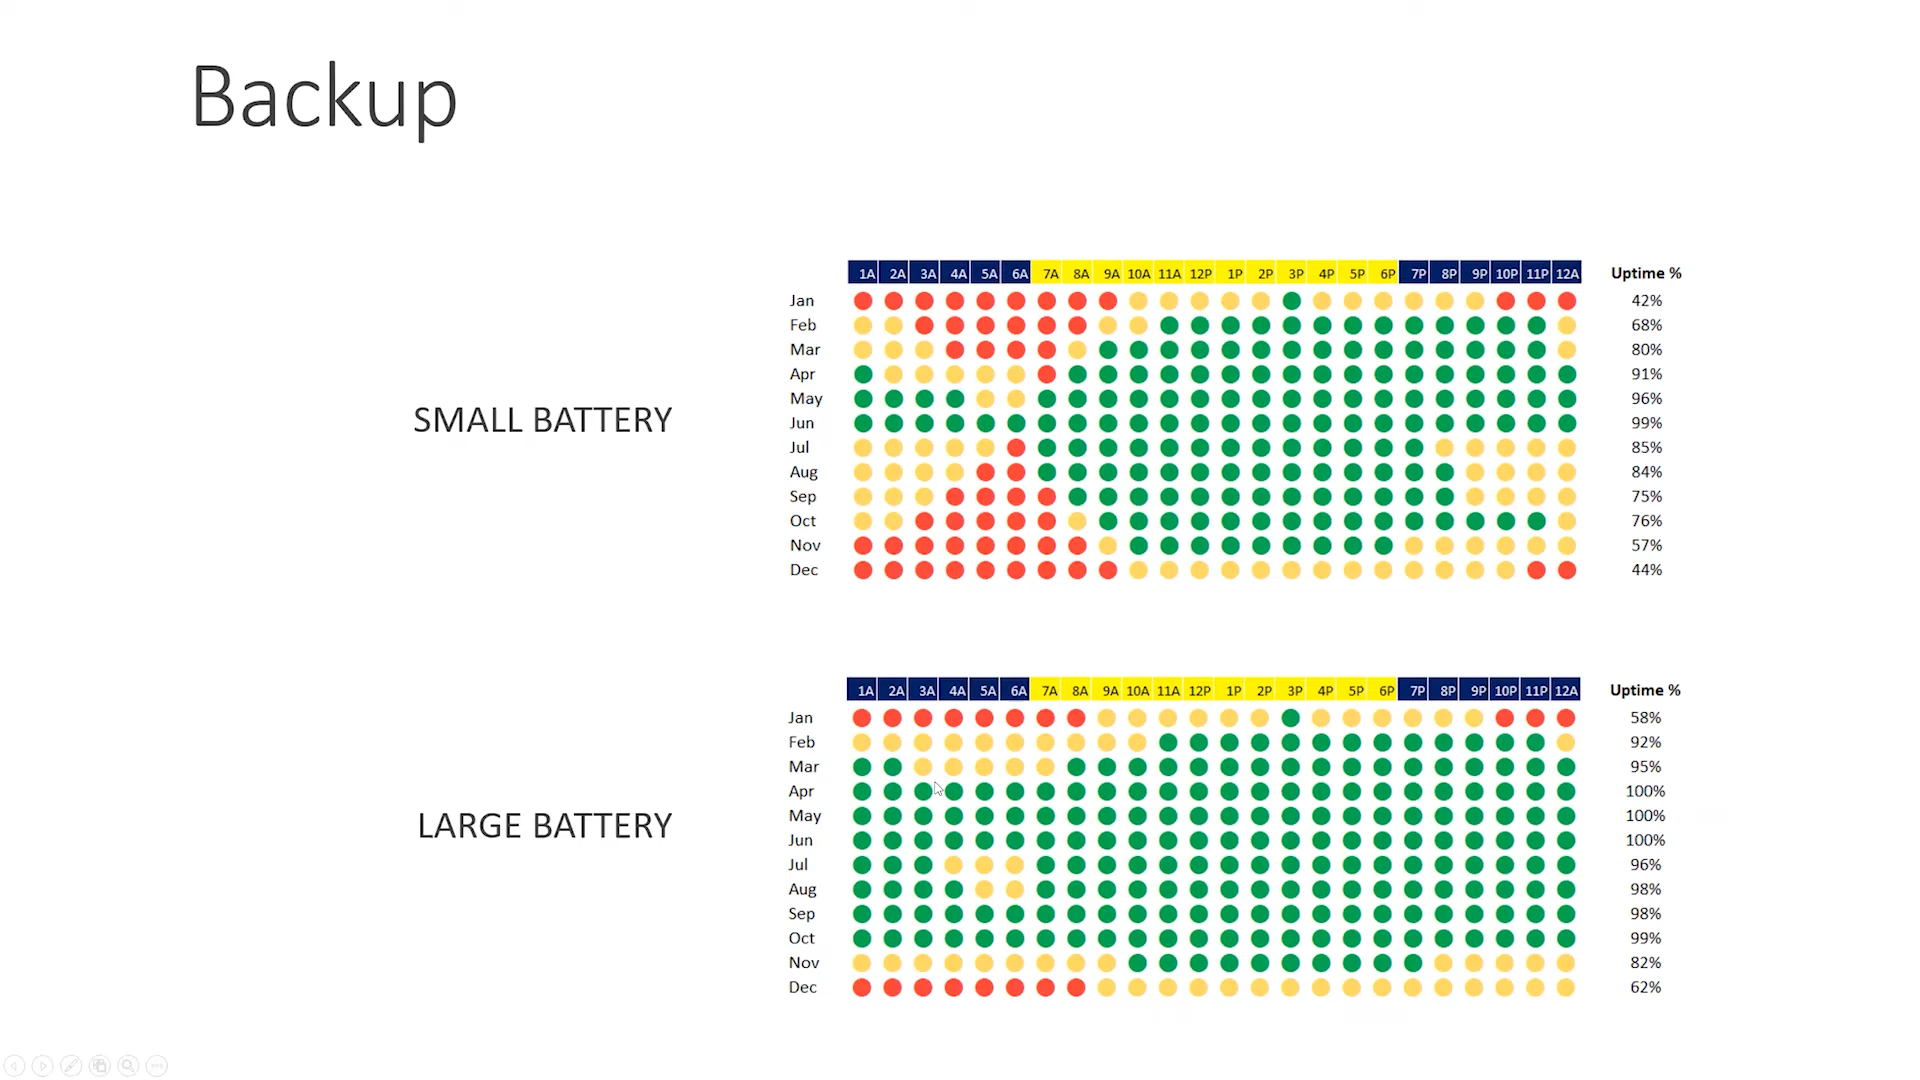 Backup
1A 2A 3A 4A 5A 6A 7A 8A 9A 10A 11A 12P 1P 2P 3P 4P 5P 6P 7P 8P 9P 10P 11P 12A Uptime %
Jan 42%
Feb 68%
Mar 80%
Apr 91%
May 96%
SMALL BATTERY
Jun 99%
Jul 85%
Aug 84%
Sep 75%
Oct 76%
Nov 57%
Dec 44%
1A 2A 3A 4A 5A 6A 7A 8A 9A 10A 11A 12P 1P 2P 3P 4P 5P 6P 7P 8P 9P 10P 11P 12A Uptime %
Jan 58%
Feb 92%
Mar 95%
Apr 100%
May 100%
LARGE BATTERY
Jun 100%
Jul 96%
Aug 98%
Sep 98%
Oct 99%
Nov 82%
Dec 62%